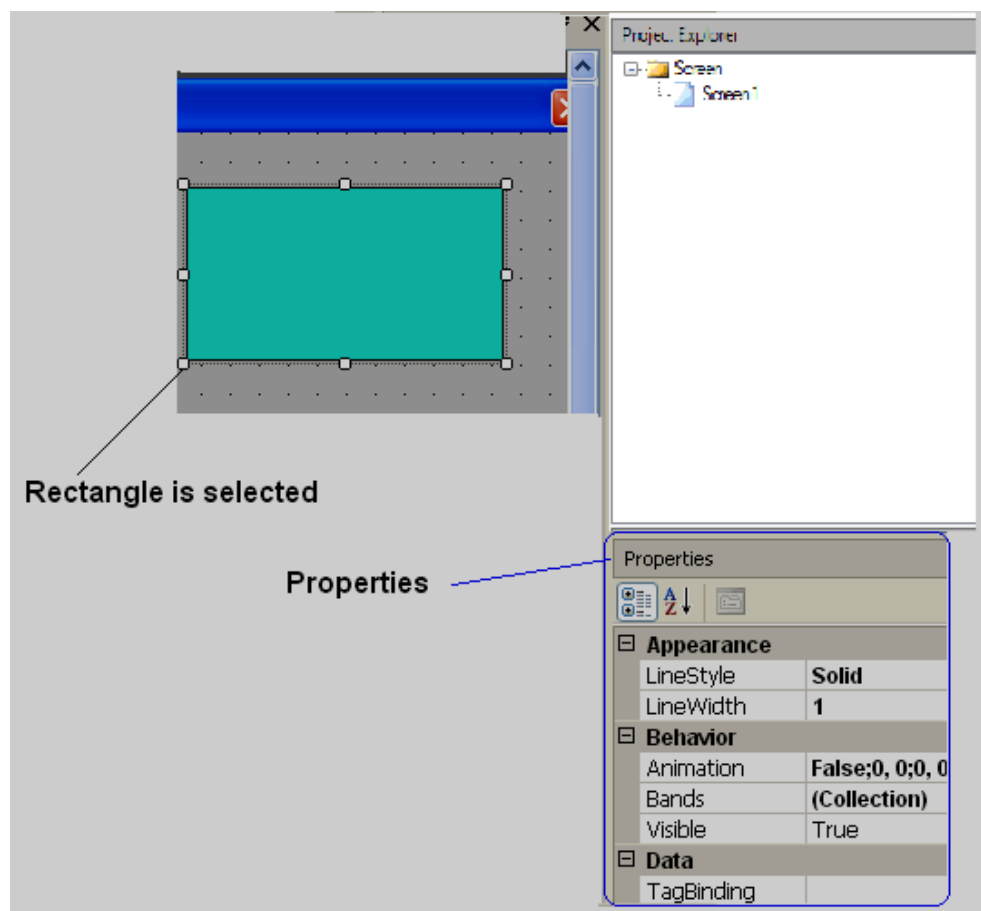 Project Explorer
Screen
Screen1
Rectangle is selected
Properties
Properties
Appearance
LineStyle Solid
LineWidth 1
Behavior
Animation False;0, 0;0, 0
Bands (Collection)
Visible True
Data
TagBinding